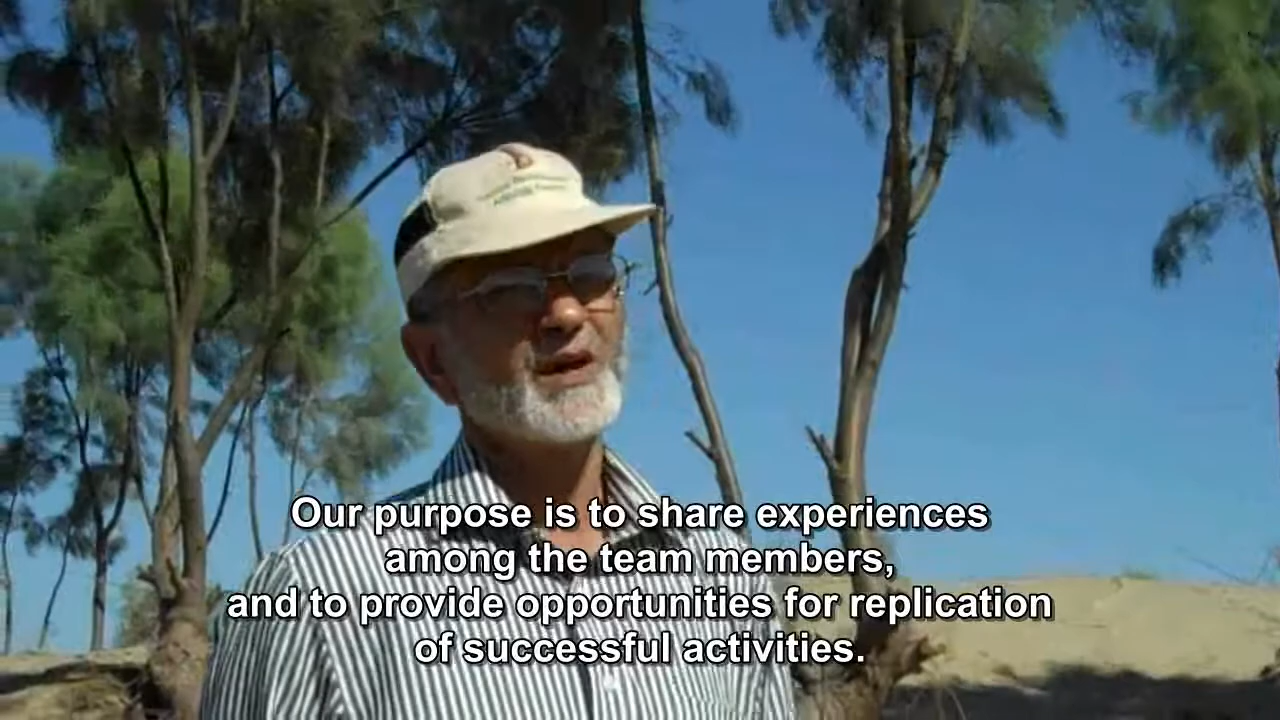 Our purpose is to share experiences
among the team members,
and to provide opportunities for replication
of successful activities.